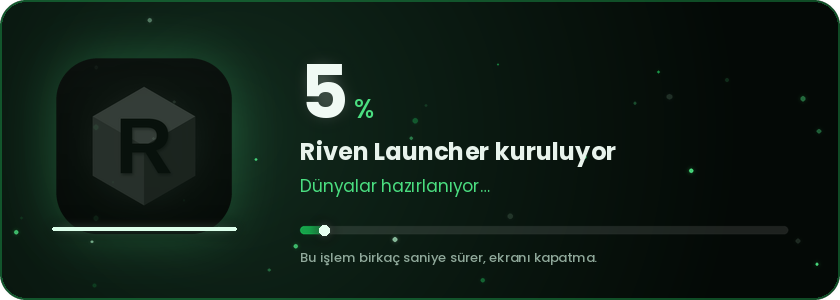 R
5 %
Riven Launcher kuruluyor
Dünyalar hazırlanıyor...
Bu işlem birkaç saniye sürer, ekranı kapatma.